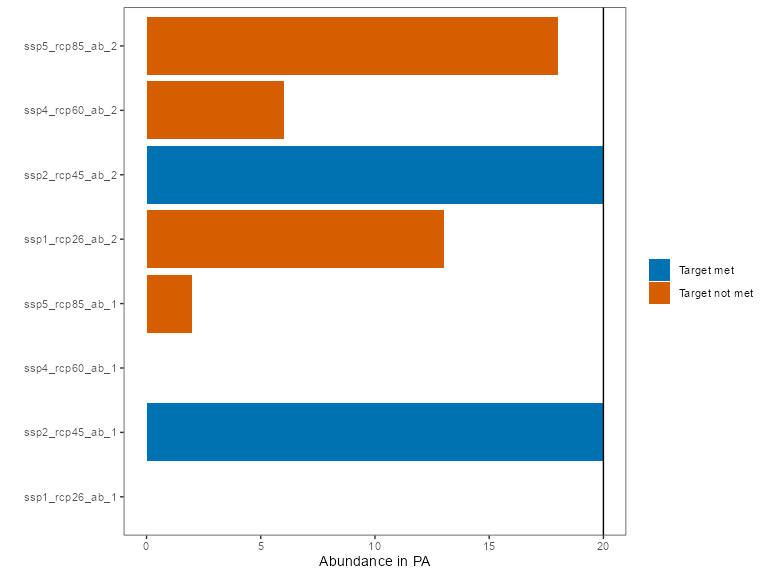 ssp5_rcp85_ab_2
ssp4_rcp60_ab_2
ssp2_rcp45_ab_2
ssp1_rcp26_ab_2
ssp5_rcp85_ab_1
ssp4_rcp60_ab_1
ssp2_rcp45_ab_1
ssp1_rcp26_ab_1
0 5 10 15 20
Abundance in PA
Target met
Target not met